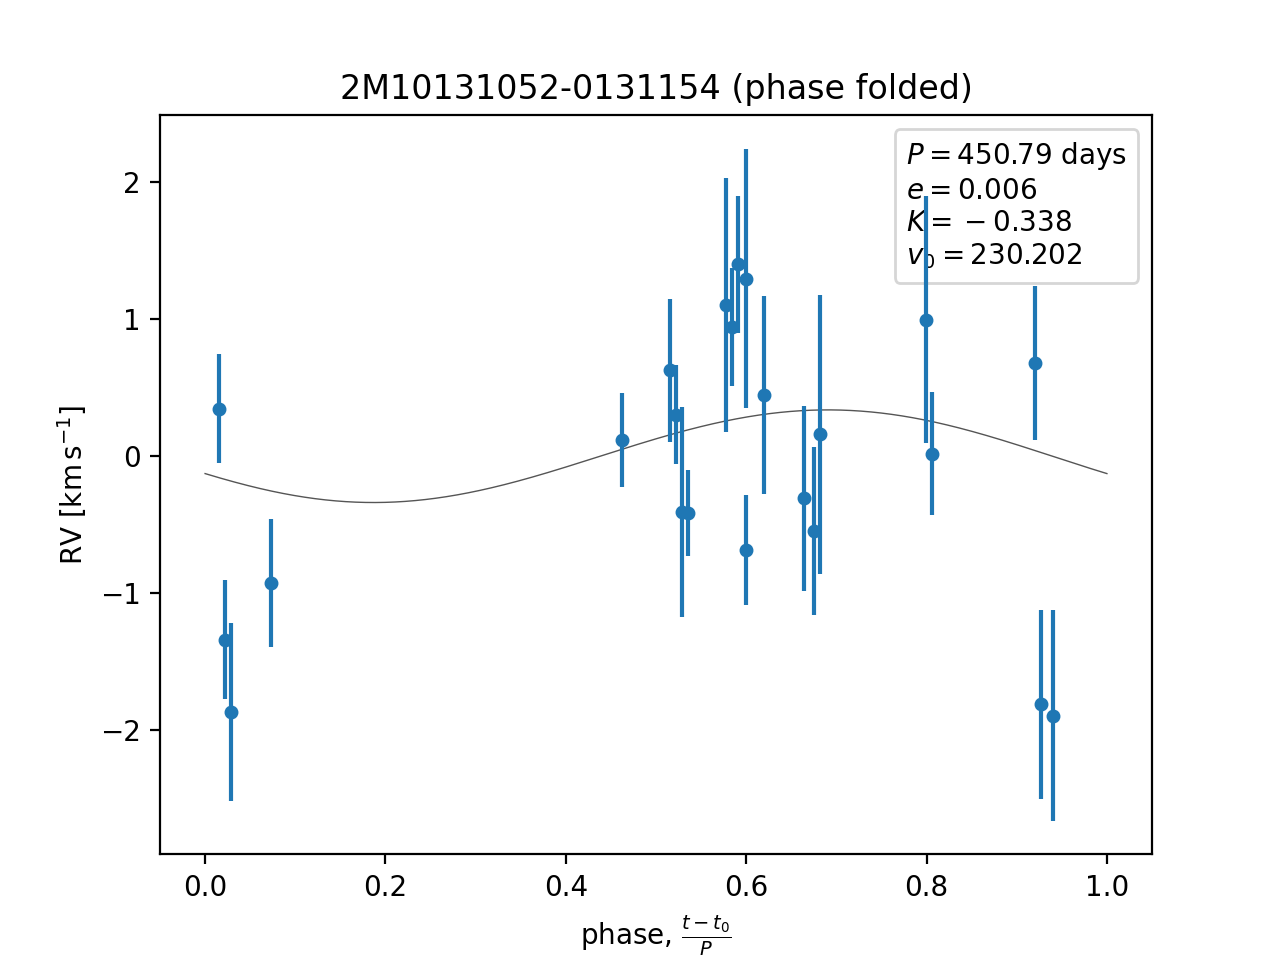 2M10131052-0131154 (phase folded)
P = 450.79 days
e = 0.006
K = −0.338
v₀ = 230.202
2
1
0
−1
−2
RV [km s⁻¹]
0.0 0.2 0.4 0.6 0.8 1.0
phase, (t − t₀)/P